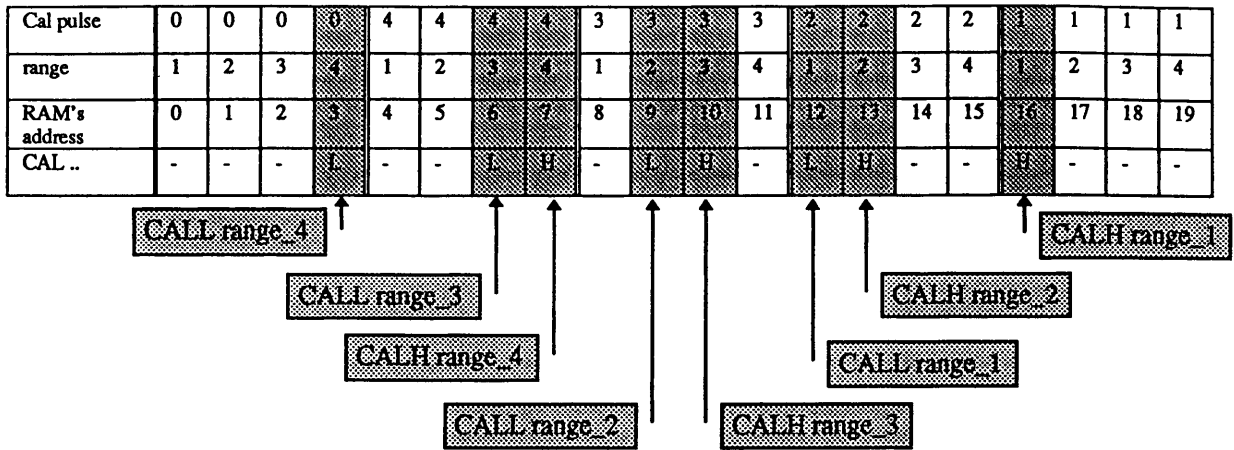 Cal pulse 0 0 0 0 4 4 4 4 3 3 3 3 2 2 2 2 1 1 1 1
range 1 2 3 4 1 2 3 4 1 2 3 4 1 2 3 4 1 2 3 4
RAM's address 0 1 2 3 4 5 6 7 8 9 10 11 12 13 14 15 16 17 18 19
CAL .. - - - L - - L H - L H - L H - - H - - -
CALL range_4
CALH range_1
CALL range_3
CALH range_2
CALH range_4
CALL range_1
CALL range_2
CALH range_3